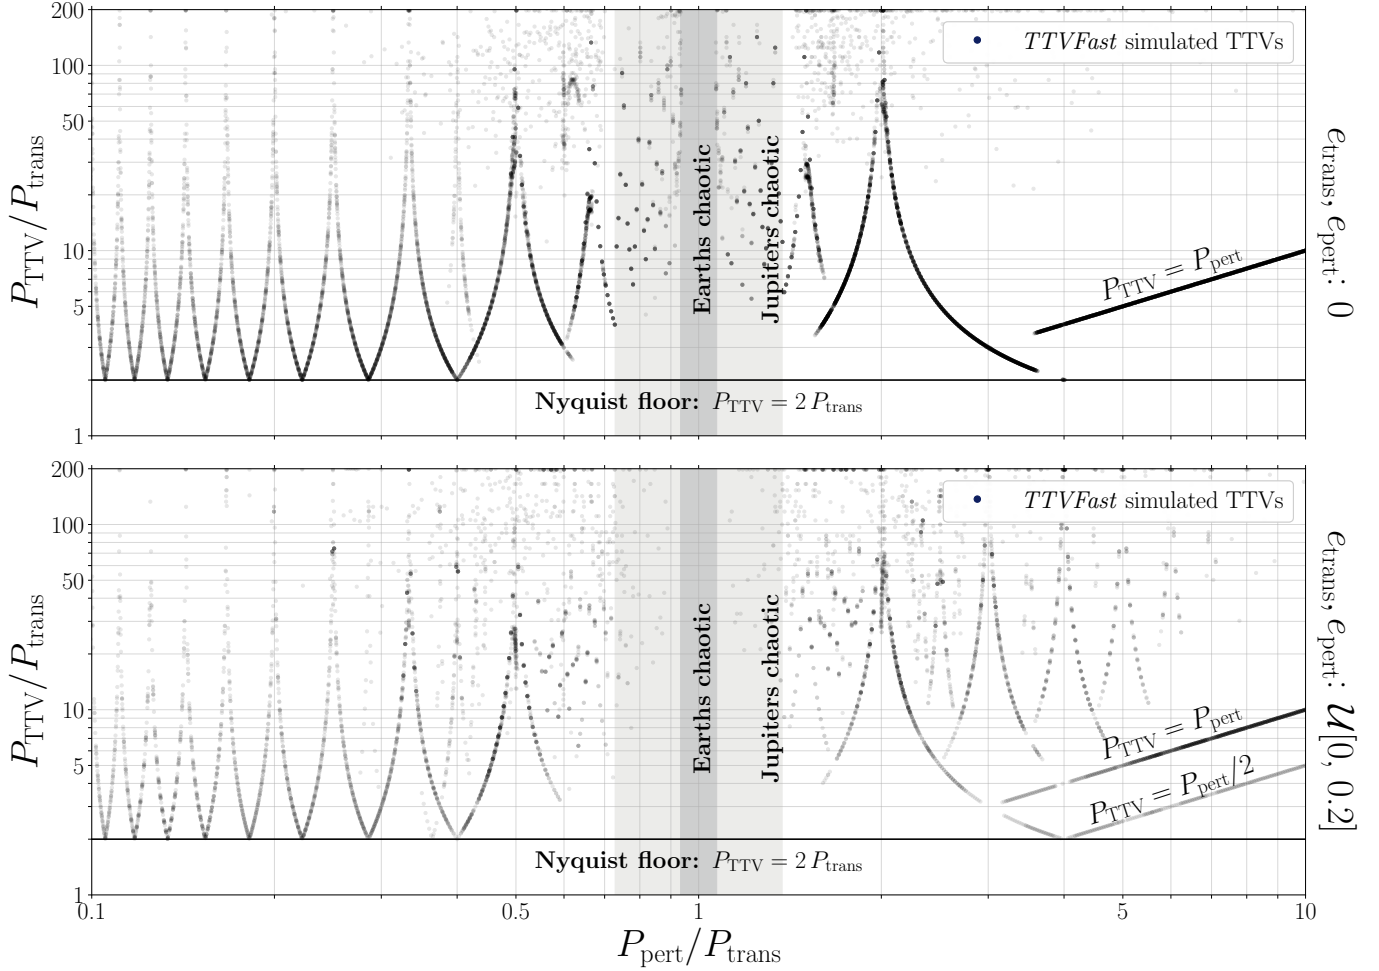 200
100
50
10
5
1
P_TTV/P_trans
TTVFast simulated TTVs
Earths chaotic
Jupiters chaotic
P_TTV = P_pert
Nyquist floor: P_TTV = 2 P_trans
e_trans, e_pert: 0
200
100
50
10
5
1
P_TTV/P_trans
TTVFast simulated TTVs
Earths chaotic
Jupiters chaotic
P_TTV = P_pert
P_TTV = P_pert/2
Nyquist floor: P_TTV = 2 P_trans
e_trans, e_pert: 𝒰[0, 0.2]
0.1 0.5 1 5 10
P_pert/P_trans